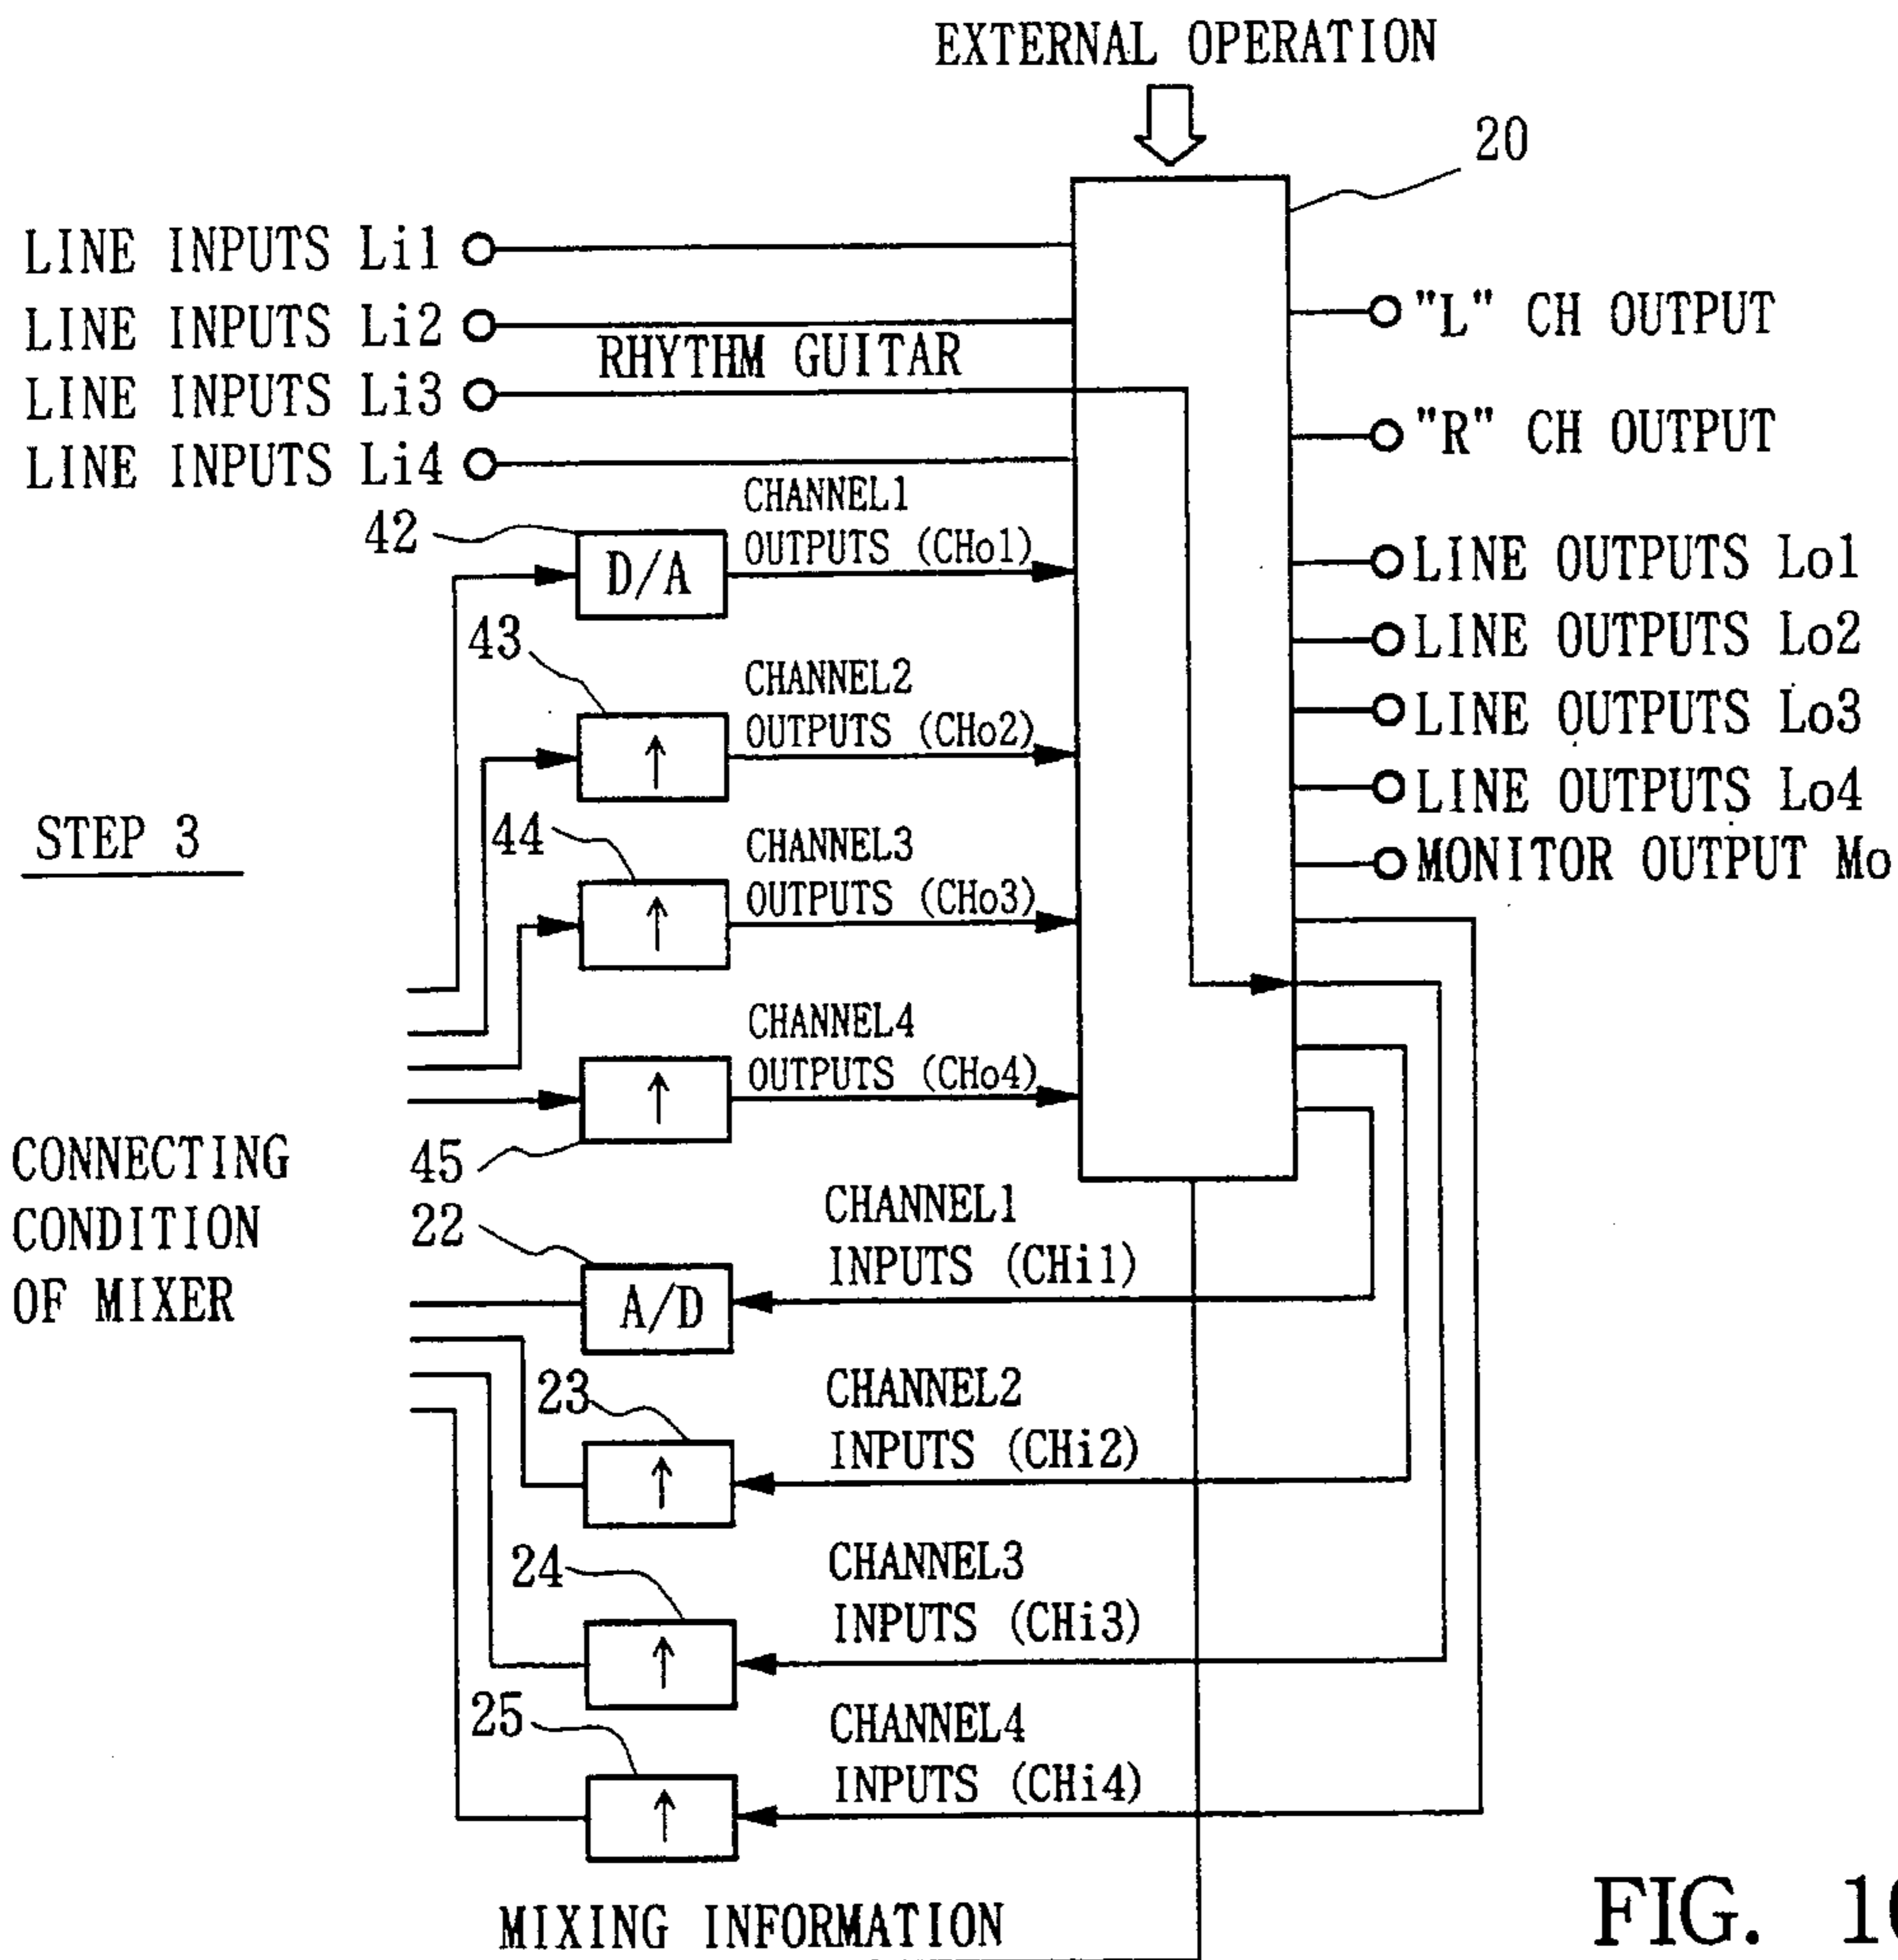 EXTERNAL OPERATION
20
LINE INPUTS Li1
LINE INPUTS Li2
LINE INPUTS Li3
LINE INPUTS Li4
RHYTHM GUITAR
"L" CH OUTPUT
"R" CH OUTPUT
LINE OUTPUTS Lo1
LINE OUTPUTS Lo2
LINE OUTPUTS Lo3
LINE OUTPUTS Lo4
MONITOR OUTPUT Mo
42
D/A
CHANNEL1
OUTPUTS (CHo1)
43
↑
CHANNEL2
OUTPUTS (CHo2)
STEP 3
44
↑
CHANNEL3
OUTPUTS (CHo3)
45
↑
CHANNEL4
OUTPUTS (CHo4)
CONNECTING
CONDITION
OF MIXER
22
A/D
CHANNEL1
INPUTS (CHi1)
23
↑
CHANNEL2
INPUTS (CHi2)
24
↑
CHANNEL3
INPUTS (CHi3)
25
↑
CHANNEL4
INPUTS (CHi4)
MIXING INFORMATION
FIG.